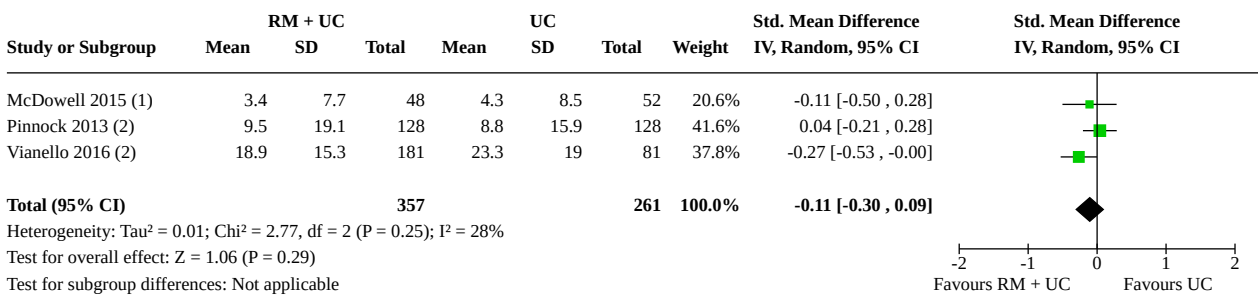 RM + UC UC Std. Mean Difference Std. Mean Difference
Study or Subgroup Mean SD Total Mean SD Total Weight IV, Random, 95% CI IV, Random, 95% CI
McDowell 2015 (1) 3.4 7.7 48 4.3 8.5 52 20.6% -0.11 [-0.50 , 0.28]
Pinnock 2013 (2) 9.5 19.1 128 8.8 15.9 128 41.6% 0.04 [-0.21 , 0.28]
Vianello 2016 (2) 18.9 15.3 181 23.3 19 81 37.8% -0.27 [-0.53 , -0.00]
Total (95% CI) 357 261 100.0% -0.11 [-0.30 , 0.09]
Heterogeneity: Tau² = 0.01; Chi² = 2.77, df = 2 (P = 0.25); I² = 28%
Test for overall effect: Z = 1.06 (P = 0.29) -2 -1 0 1 2
Test for subgroup differences: Not applicable Favours RM + UC Favours UC